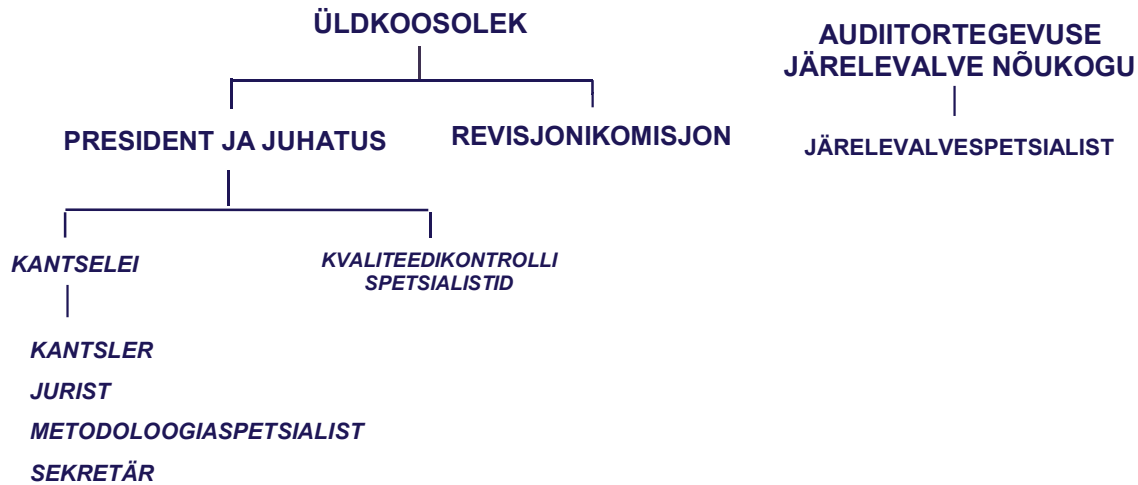 ÜLDKOOSOLEK
AUDIITORTEGEVUSE
JÄRELEVALVE NÕUKOGU
PRESIDENT JA JUHATUS
REVISJONIKOMISJON
JÄRELEVALVESPETSIALIST
KANTSELEI
KVALITEEDIKONTROLLI
SPETSIALISTID
KANTSLER
JURIST
METODOLOOGIASPETSIALIST
SEKRETÄR